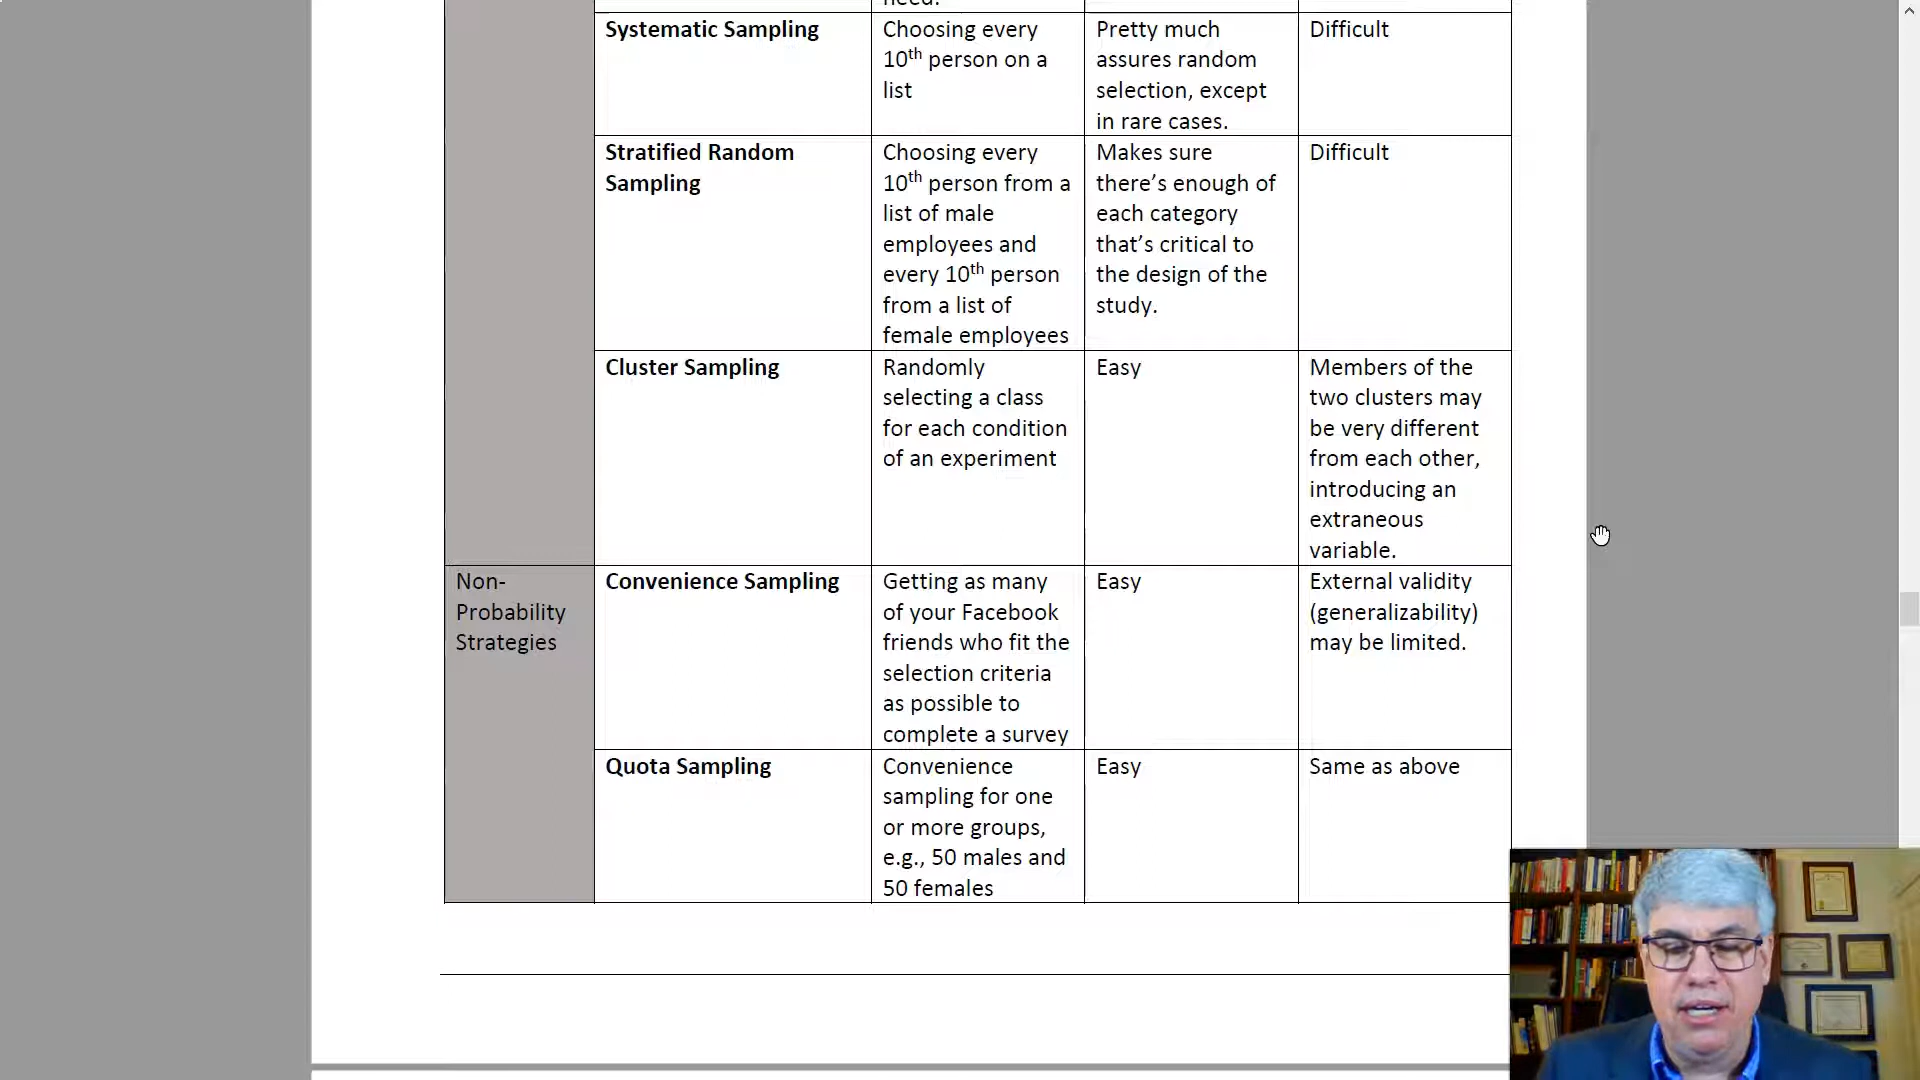 need.
Systematic Sampling
Choosing every
10th person on a
list
Pretty much
assures random
selection, except
in rare cases.
Difficult
Stratified Random
Sampling
Choosing every
10th person from a
list of male
employees and
every 10th person
from a list of
female employees
Makes sure
there’s enough of
each category
that’s critical to
the design of the
study.
Difficult
Cluster Sampling
Randomly
selecting a class
for each condition
of an experiment
Easy
Members of the
two clusters may
be very different
from each other,
introducing an
extraneous
variable.
Non-
Probability
Strategies
Convenience Sampling
Getting as many
of your Facebook
friends who fit the
selection criteria
as possible to
complete a survey
Easy
External validity
(generalizability)
may be limited.
Quota Sampling
Convenience
sampling for one
or more groups,
e.g., 50 males and
50 females
Easy
Same as above